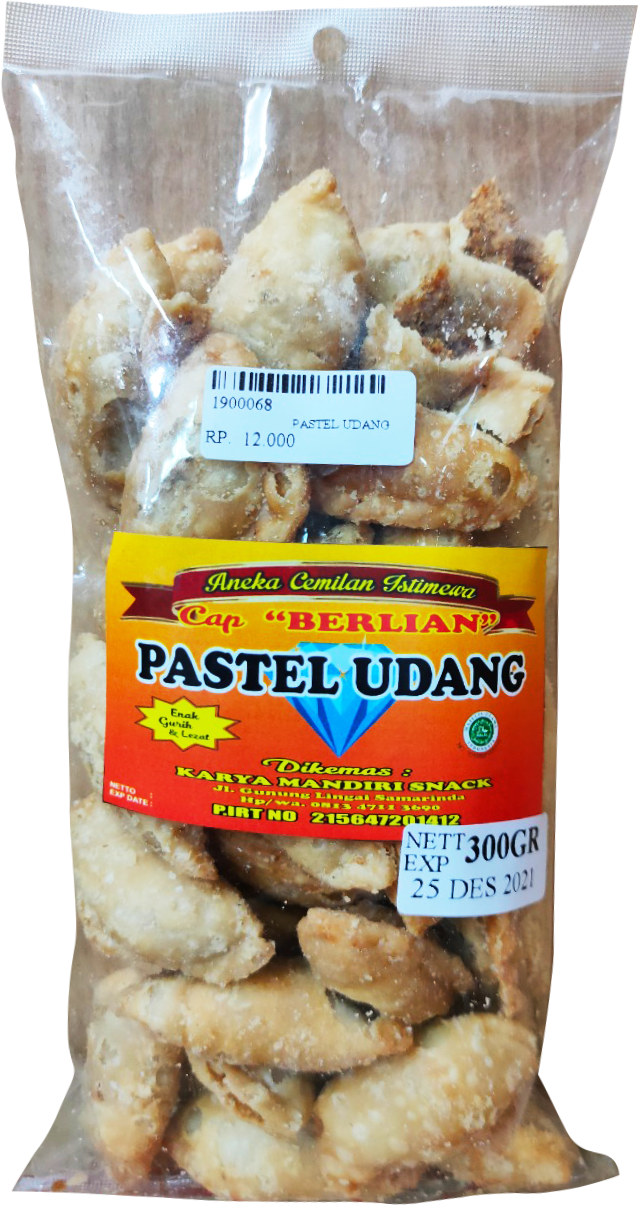 1900068
PASTEL UDANG
RP. 12.000
Aneka Cemilan Istimewa
Cap "BERLIAN"
PASTEL UDANG
Enak
Gurih
& Lezat
Dikemas :
KARYA MANDIRI SNACK
Jl. Gunung Lingai Samarinda
Hp/wa. 0813 4711 3690
P.IRT NO 215647201412
NETTO :
EXP DATE :
NETT 300GR
EXP
25 DES 2021